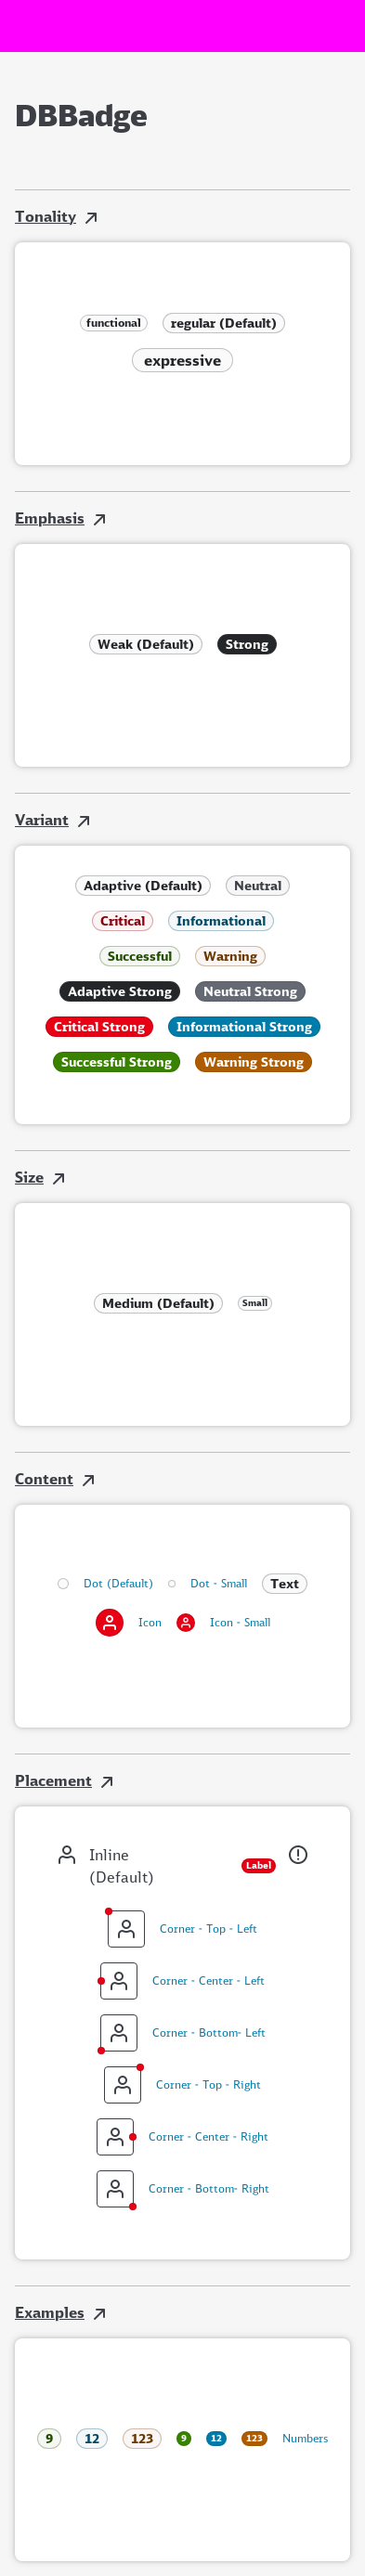 DBBadge
Tonality
functional regular (Default)
expressive
Emphasis
Weak (Default) Strong
Variant
Adaptive (Default) Neutral
Critical Informational
Successful Warning
Adaptive Strong Neutral Strong
Critical Strong Informational Strong
Successful Strong Warning Strong
Size
Medium (Default) Small
Content
Dot (Default) Dot - Small Text
Icon Icon - Small
Placement
Inline
(Default)
Label
Corner - Top - Left
Corner - Center - Left
Corner - Bottom- Left
Corner - Top - Right
Corner - Center - Right
Corner - Bottom- Right
Examples
9 12 123 9 12 123 Numbers